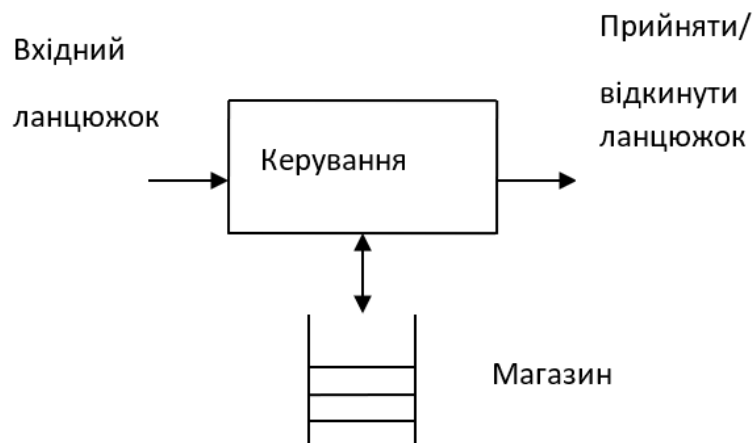 Вхідний
ланцюжок
Керування
Прийняти/
відкинути
ланцюжок
Магазин